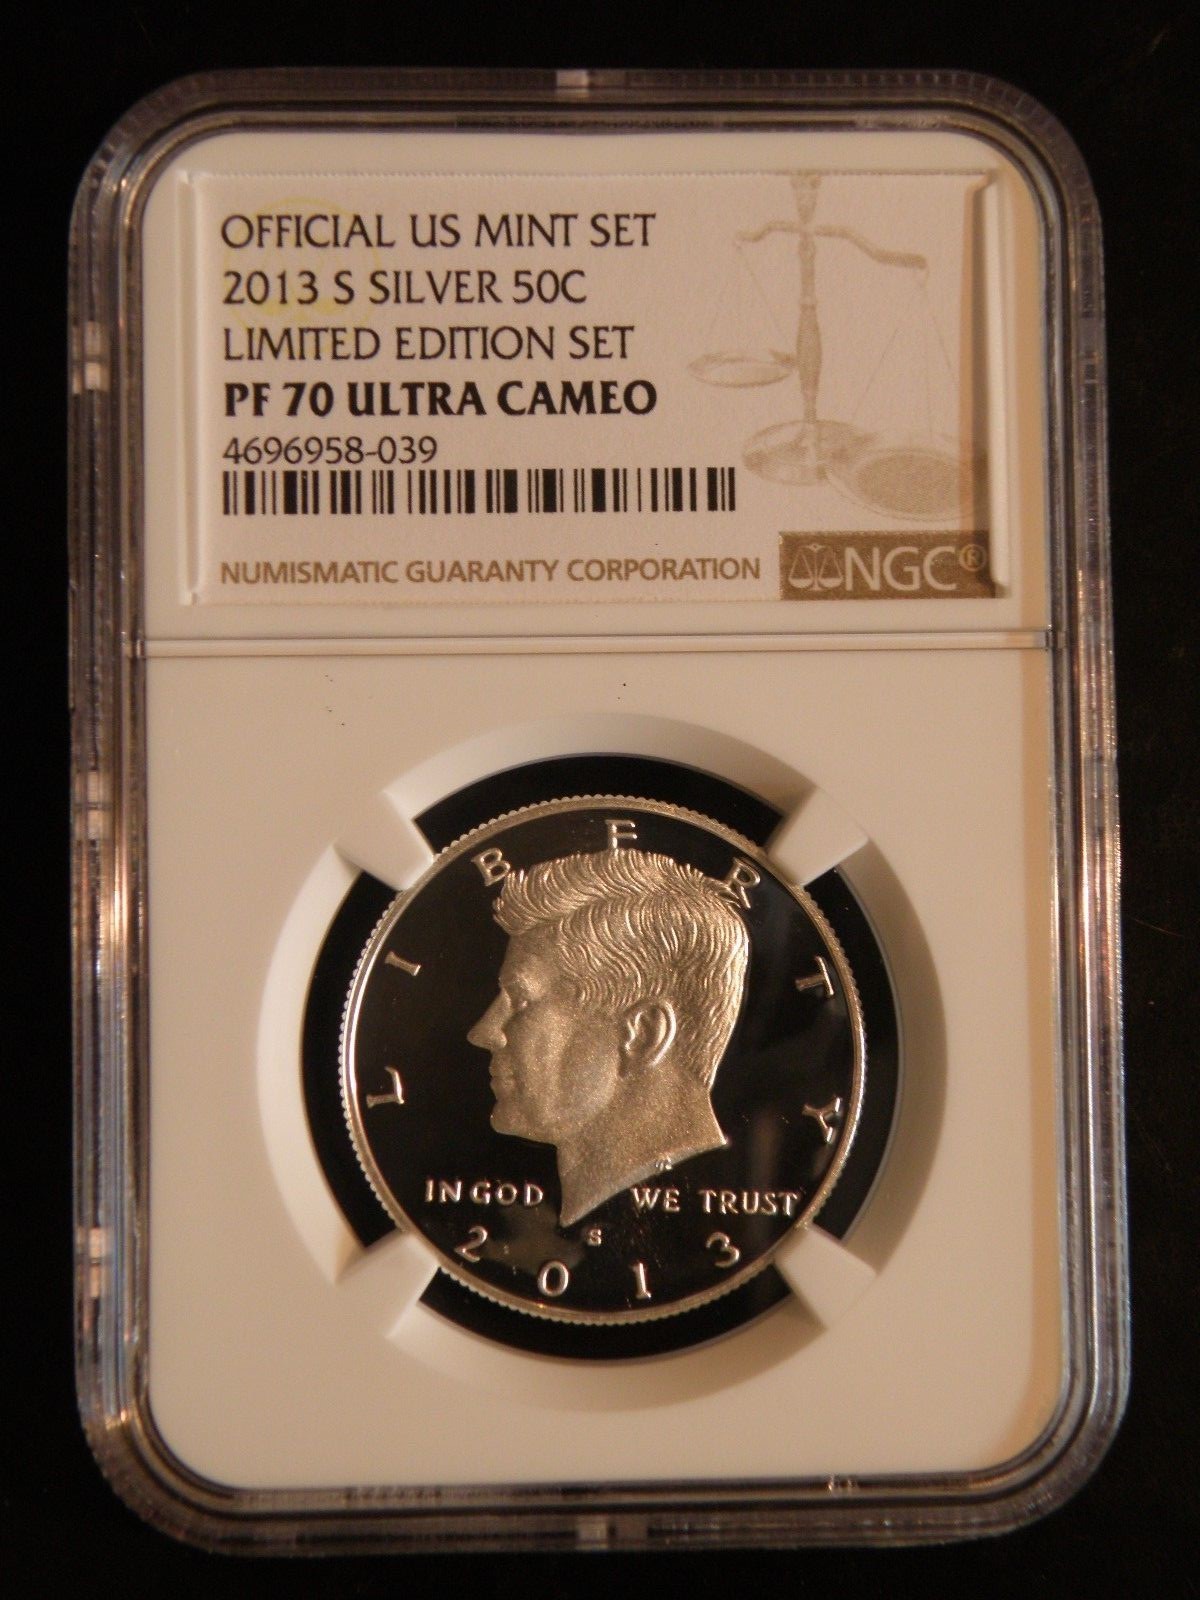 OFFICIAL US MINT SET
2013 S SILVER 50C
LIMITED EDITION SET
PF 70 ULTRA CAMEO
4696958-039
NUMISMATIC GUARANTY CORPORATION
NGC®
LIBERTY
IN GOD WE TRUST
S
2013